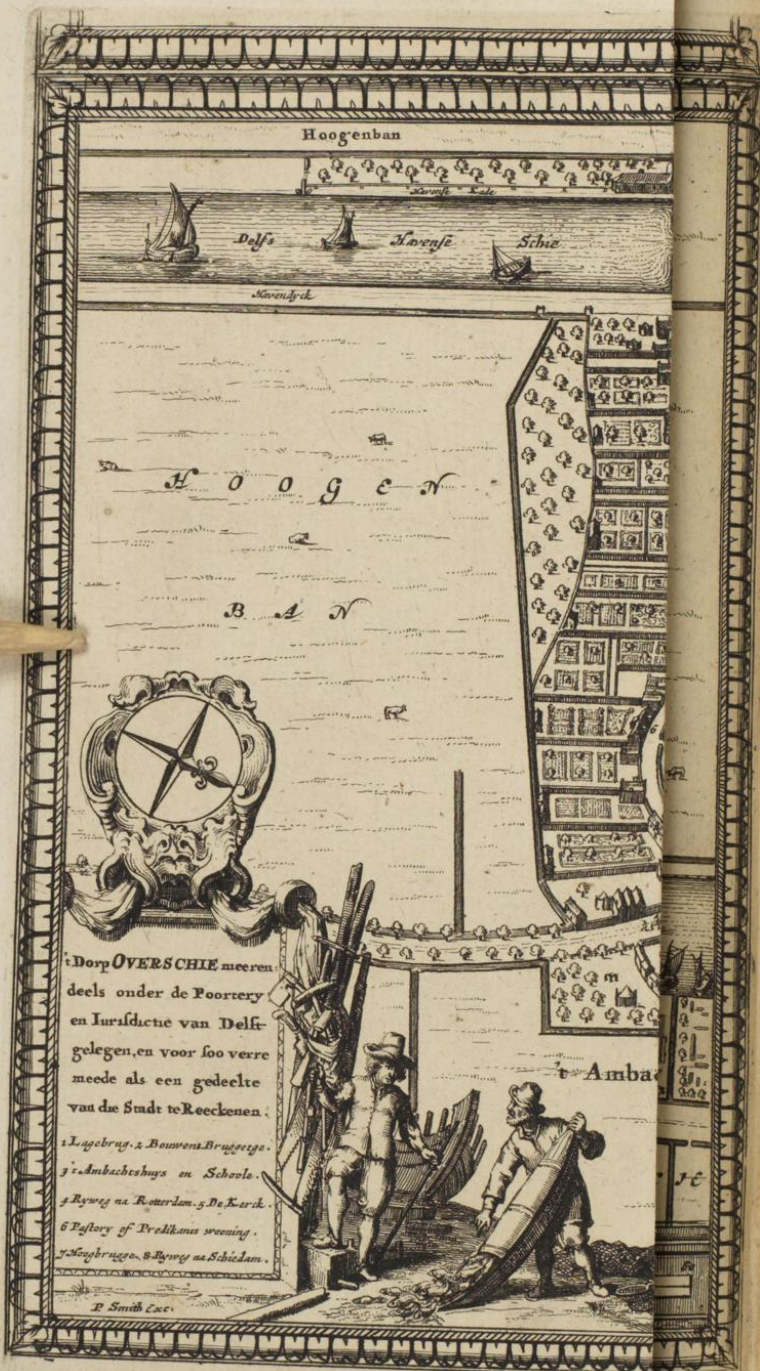 Hoogenban
Havense Kade
Delfs Havense Schie
Havendyck
HOOGEN
BAN
't Dorp OVERSCHIE meeren
deels onder de Poortery
en Iurisdictie van Delft
gelegen, en voor soo verre
meede als een gedeelte
van die Stadt te Reeckenen.
1 Lagebrug. 2 Bouwens Bruggetge.
3 't Ambachtshuys en Schoole.
4 Ryweg na Rotterdam. 5 De Kerck.
6 Pastory of Predikants wooning.
7 Hoogbrugge. 8 Ryweg na Schiedam.
P. Smith Exc.
6
m
't Ambac
IE